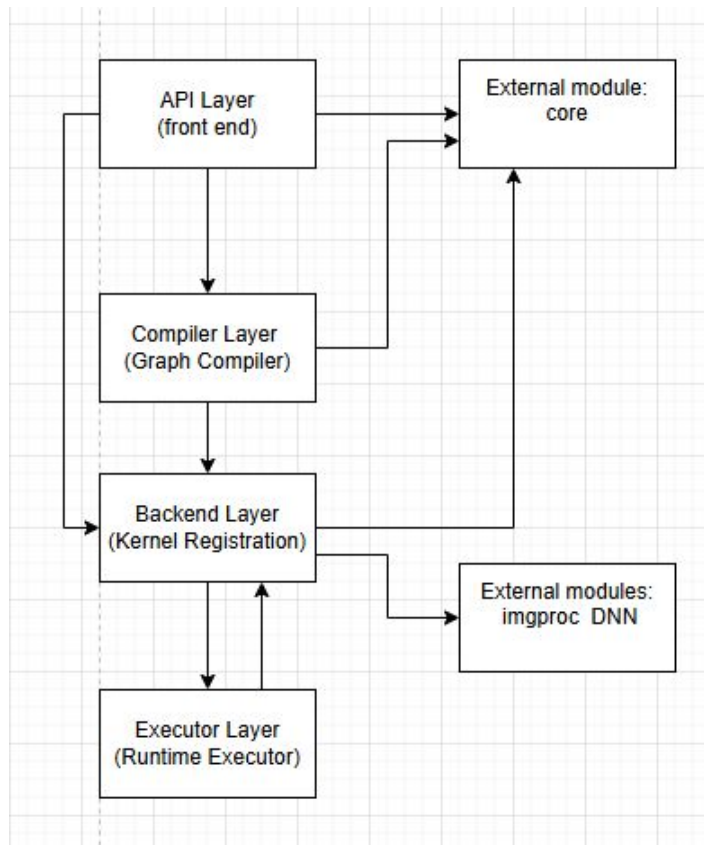 API Layer
(front end)
External module:
core
Compiler Layer
(Graph Compiler)
Backend Layer
(Kernel Registration)
External modules:
imgproc DNN
Executor Layer
(Runtime Executor)